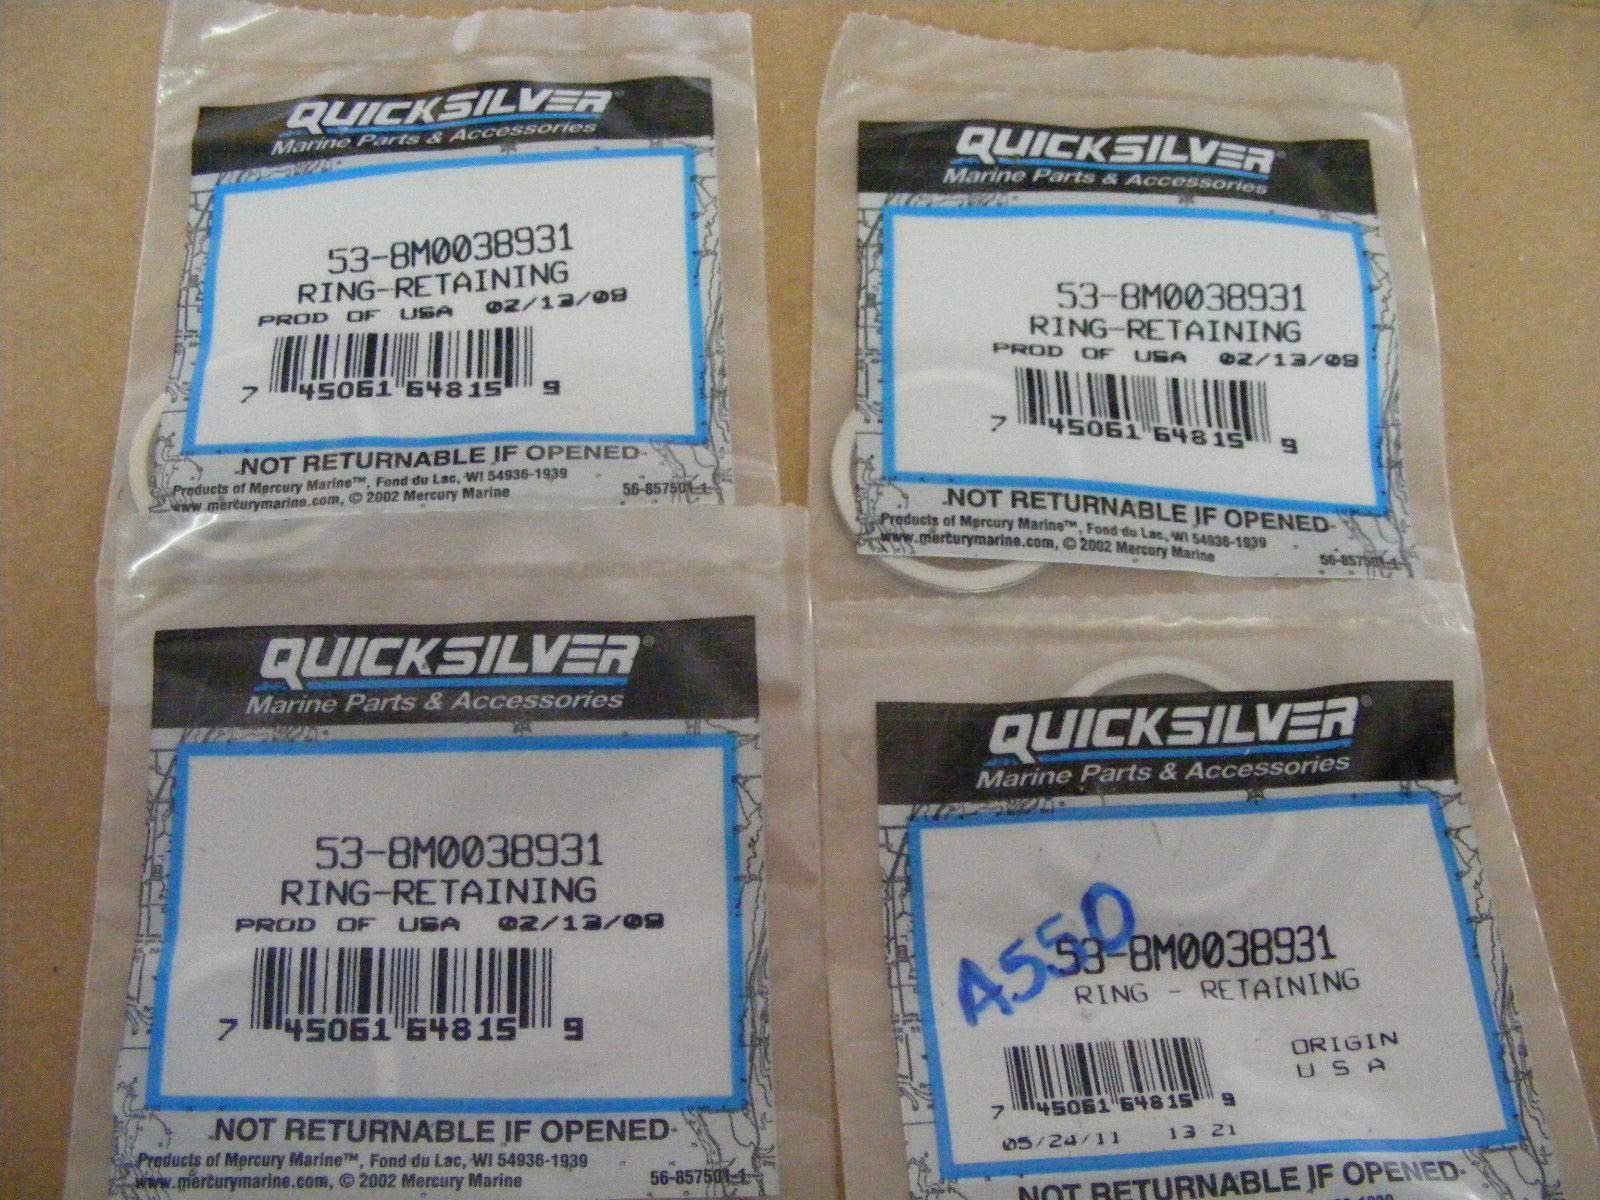 QUICKSILVER®
Marine Parts & Accessories
53-8M0038931
RING-RETAINING
PROD OF USA 02/13/09
7 45061 64815 9
NOT RETURNABLE IF OPENED
Products of Mercury Marine™, Fond du Lac, WI 54936-1939
www.mercurymarine.com, © 2002 Mercury Marine
56-857501-1
QUICKSILVER®
Marine Parts & Accessories
53-8M0038931
RING-RETAINING
PROD OF USA 02/13/09
7 45061 64815 9
NOT RETURNABLE IF OPENED
Products of Mercury Marine™, Fond du Lac, WI 54936-1939
www.mercurymarine.com, © 2002 Mercury Marine
56-857501-1
QUICKSILVER®
Marine Parts & Accessories
53-8M0038931
RING-RETAINING
PROD OF USA 02/13/09
7 45061 64815 9
NOT RETURNABLE IF OPENED
Products of Mercury Marine™, Fond du Lac, WI 54936-1939
www.mercurymarine.com, © 2002 Mercury Marine
56-857501-1
QUICKSILVER®
Marine Parts & Accessories
A550
53-8M0038931
RING - RETAINING
ORIGIN
USA
7 45061 64815 9
05/24/11 13 21
NOT RETURNABLE IF OPENED